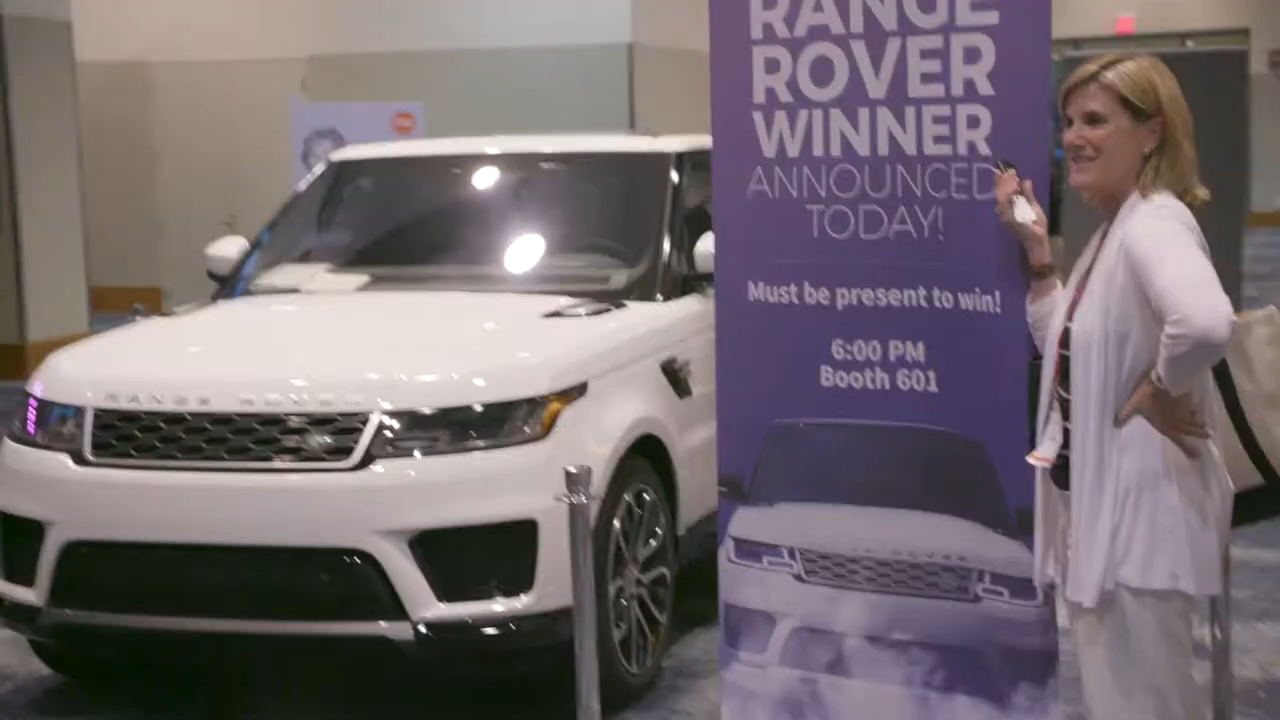 RANGE
ROVER
WINNER
ANNOUNCED
TODAY!
Must be present to win!
6:00 PM
Booth 601
RANGE ROVER